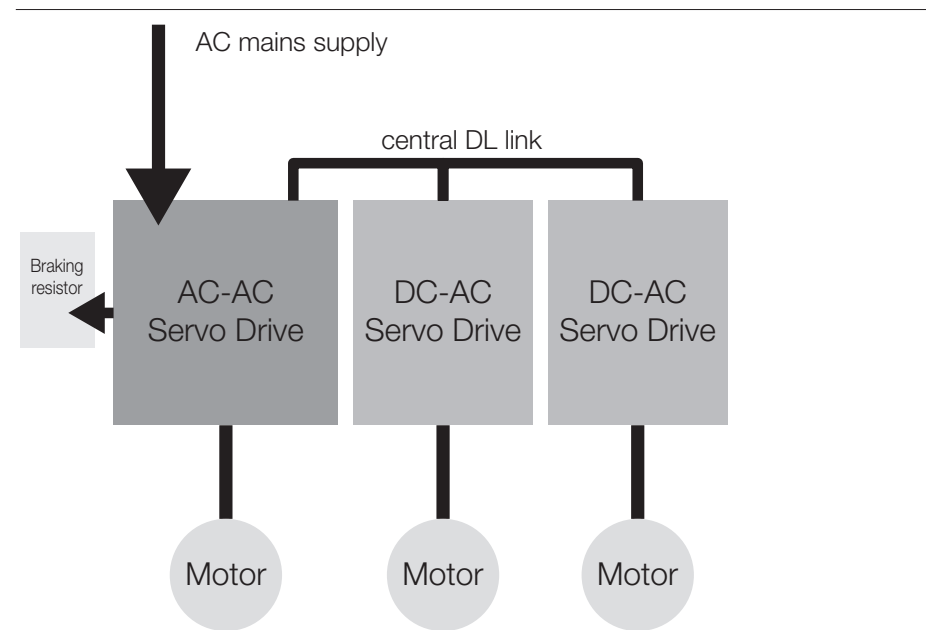 AC mains supply
central DL link
Braking
resistor
AC-AC
Servo Drive
DC-AC
Servo Drive
DC-AC
Servo Drive
Motor
Motor
Motor